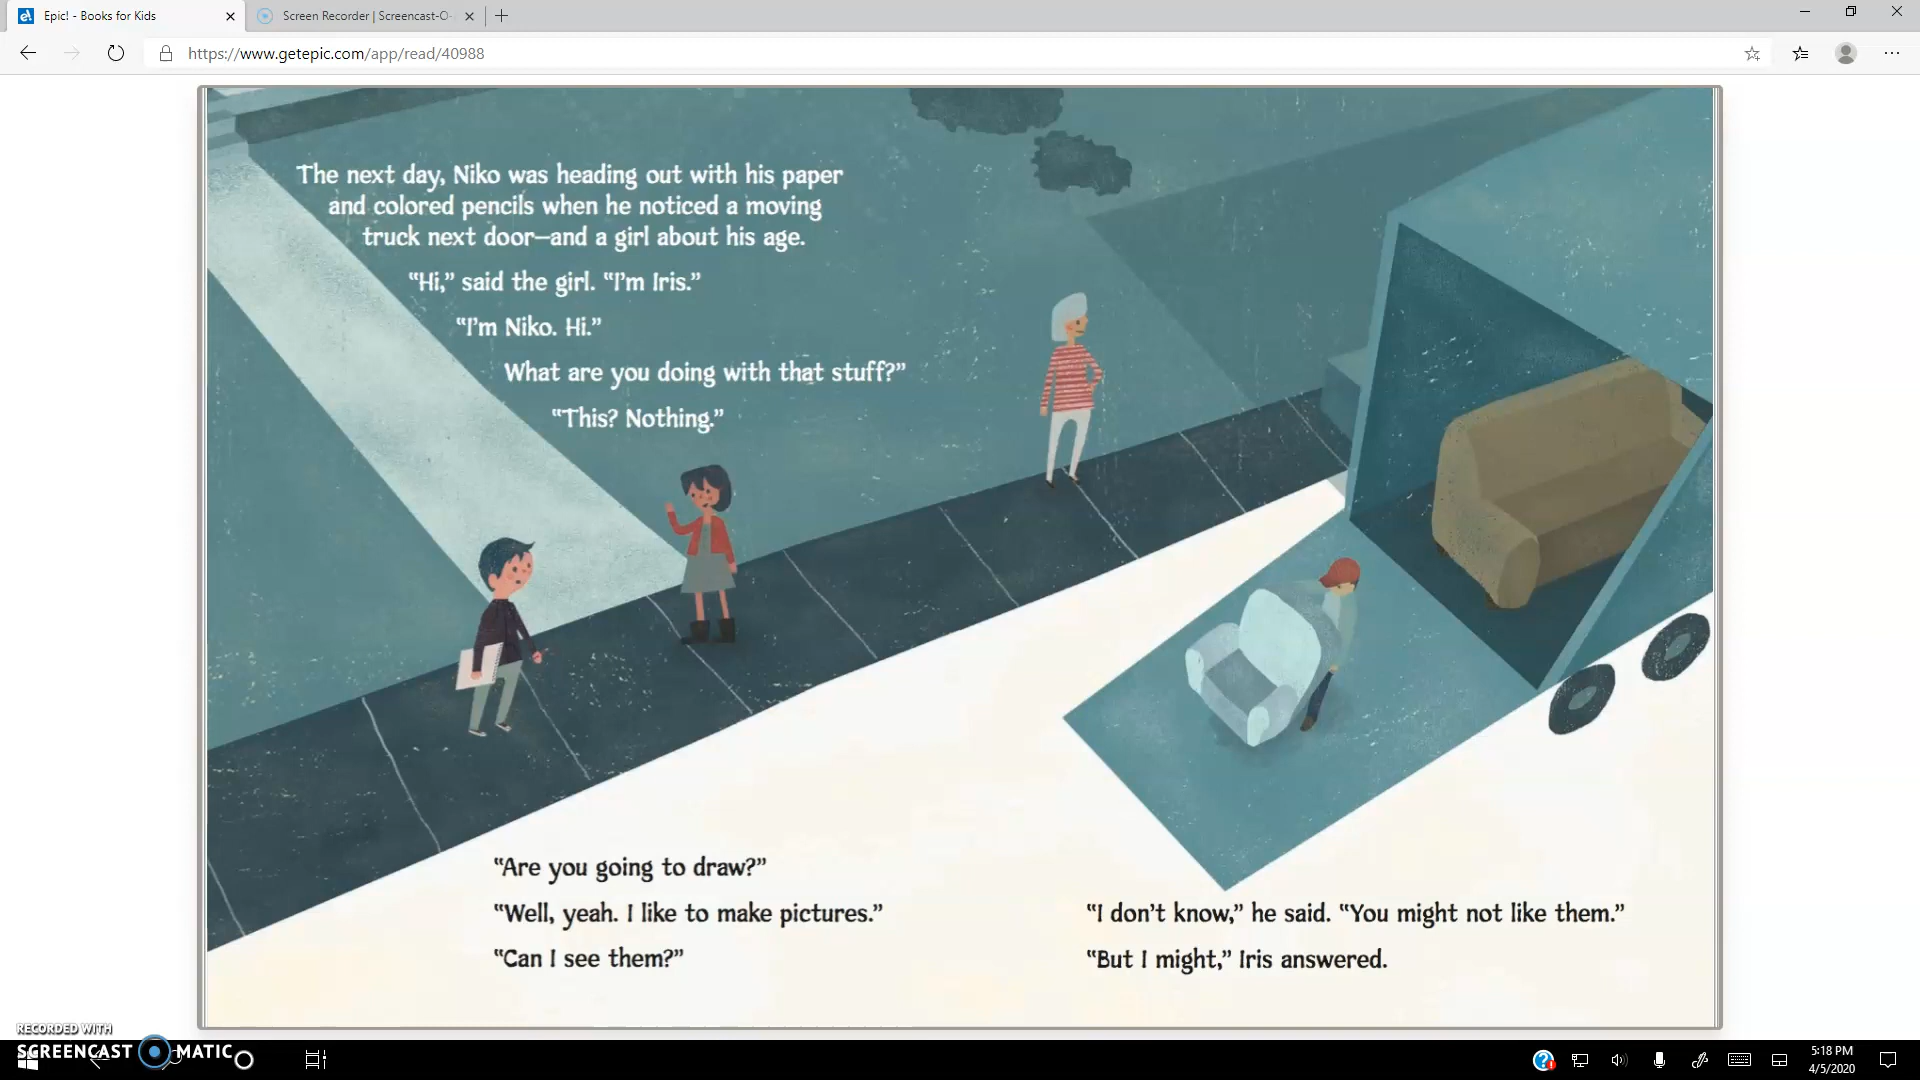 Epic! - Books for Kids
Screen Recorder | Screencast-O-
https://www.getepic.com/app/read/40988
The next day, Niko was heading out with his paper
and colored pencils when he noticed a moving
truck next door—and a girl about his age.
“Hi,” said the girl. “I’m Iris.”
“I’m Niko. Hi.”
What are you doing with that stuff?”
“This? Nothing.”
“Are you going to draw?”
“Well, yeah. I like to make pictures.”
“Can I see them?”
“I don’t know,” he said. “You might not like them.”
“But I might,” Iris answered.
RECORDED WITH
SCREENCAST MATIC
5:18 PM
4/5/2020